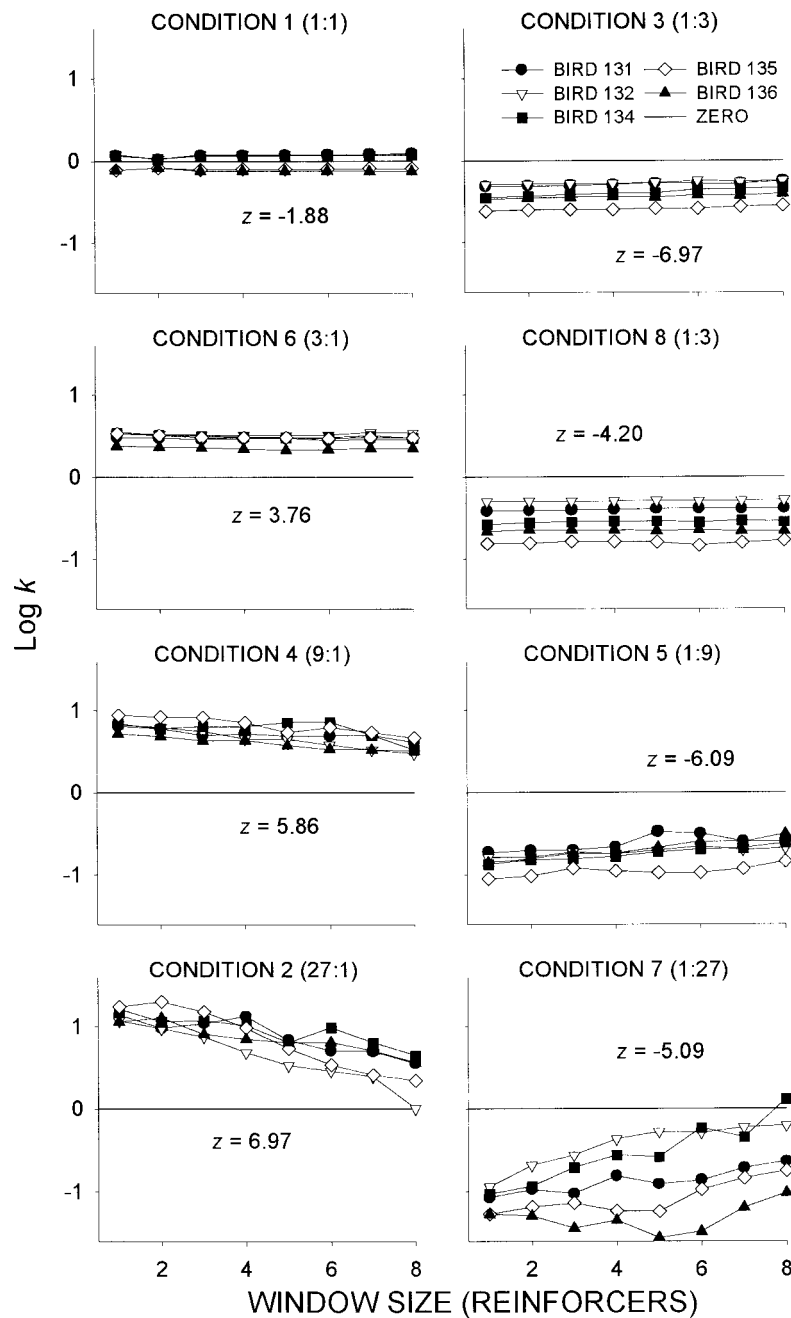 CONDITION 1 (1:1)
CONDITION 3 (1:3)
BIRD 131
BIRD 135
BIRD 132
BIRD 136
BIRD 134
ZERO
1
0
-1
z = -1.88
z = -6.97
CONDITION 6 (3:1)
CONDITION 8 (1:3)
1
0
-1
z = 3.76
z = -4.20
Log k
CONDITION 4 (9:1)
CONDITION 5 (1:9)
1
0
-1
z = 5.86
z = -6.09
CONDITION 2 (27:1)
CONDITION 7 (1:27)
1
0
-1
z = 6.97
z = -5.09
2 4 6 8
2 4 6 8
WINDOW SIZE (REINFORCERS)